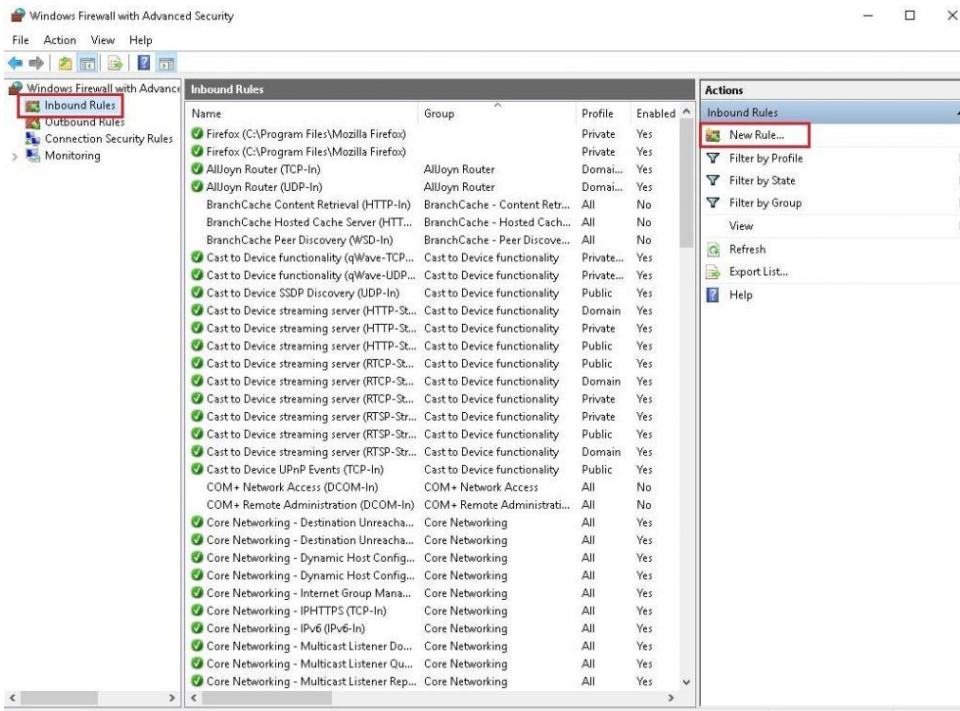 Windows Firewall with Advanced Security
File Action View Help
Windows Firewall with Advance
Inbound Rules
Outbound Rules
Connection Security Rules
Monitoring
Inbound Rules
Name Group Profile Enabled
Firefox (C:\Program Files\Mozilla Firefox) Private Yes
Firefox (C:\Program Files\Mozilla Firefox) Private Yes
AllJoyn Router (TCP-In) AllJoyn Router Domai... Yes
AllJoyn Router (UDP-In) AllJoyn Router Domai... Yes
BranchCache Content Retrieval (HTTP-In) BranchCache - Content Retr... All No
BranchCache Hosted Cache Server (HTT... BranchCache - Hosted Cach... All No
BranchCache Peer Discovery (WSD-In) BranchCache - Peer Discove... All No
Cast to Device functionality (qWave-TCP... Cast to Device functionality Private... Yes
Cast to Device functionality (qWave-UDP... Cast to Device functionality Private... Yes
Cast to Device SSDP Discovery (UDP-In) Cast to Device functionality Public Yes
Cast to Device streaming server (HTTP-St... Cast to Device functionality Domain Yes
Cast to Device streaming server (HTTP-St... Cast to Device functionality Private Yes
Cast to Device streaming server (HTTP-St... Cast to Device functionality Public Yes
Cast to Device streaming server (RTCP-St... Cast to Device functionality Public Yes
Cast to Device streaming server (RTCP-St... Cast to Device functionality Domain Yes
Cast to Device streaming server (RTCP-St... Cast to Device functionality Private Yes
Cast to Device streaming server (RTSP-Str... Cast to Device functionality Private Yes
Cast to Device streaming server (RTSP-Str... Cast to Device functionality Public Yes
Cast to Device streaming server (RTSP-Str... Cast to Device functionality Domain Yes
Cast to Device UPnP Events (TCP-In) Cast to Device functionality Public Yes
COM+ Network Access (DCOM-In) COM+ Network Access All No
COM+ Remote Administration (DCOM-In) COM+ Remote Administrati... All No
Core Networking - Destination Unreacha... Core Networking All Yes
Core Networking - Destination Unreacha... Core Networking All Yes
Core Networking - Dynamic Host Config... Core Networking All Yes
Core Networking - Dynamic Host Config... Core Networking All Yes
Core Networking - Internet Group Mana... Core Networking All Yes
Core Networking - IPHTTPS (TCP-In) Core Networking All Yes
Core Networking - IPv6 (IPv6-In) Core Networking All Yes
Core Networking - Multicast Listener Do... Core Networking All Yes
Core Networking - Multicast Listener Qu... Core Networking All Yes
Core Networking - Multicast Listener Rep... Core Networking All Yes
Actions
Inbound Rules
New Rule...
Filter by Profile
Filter by State
Filter by Group
View
Refresh
Export List...
Help